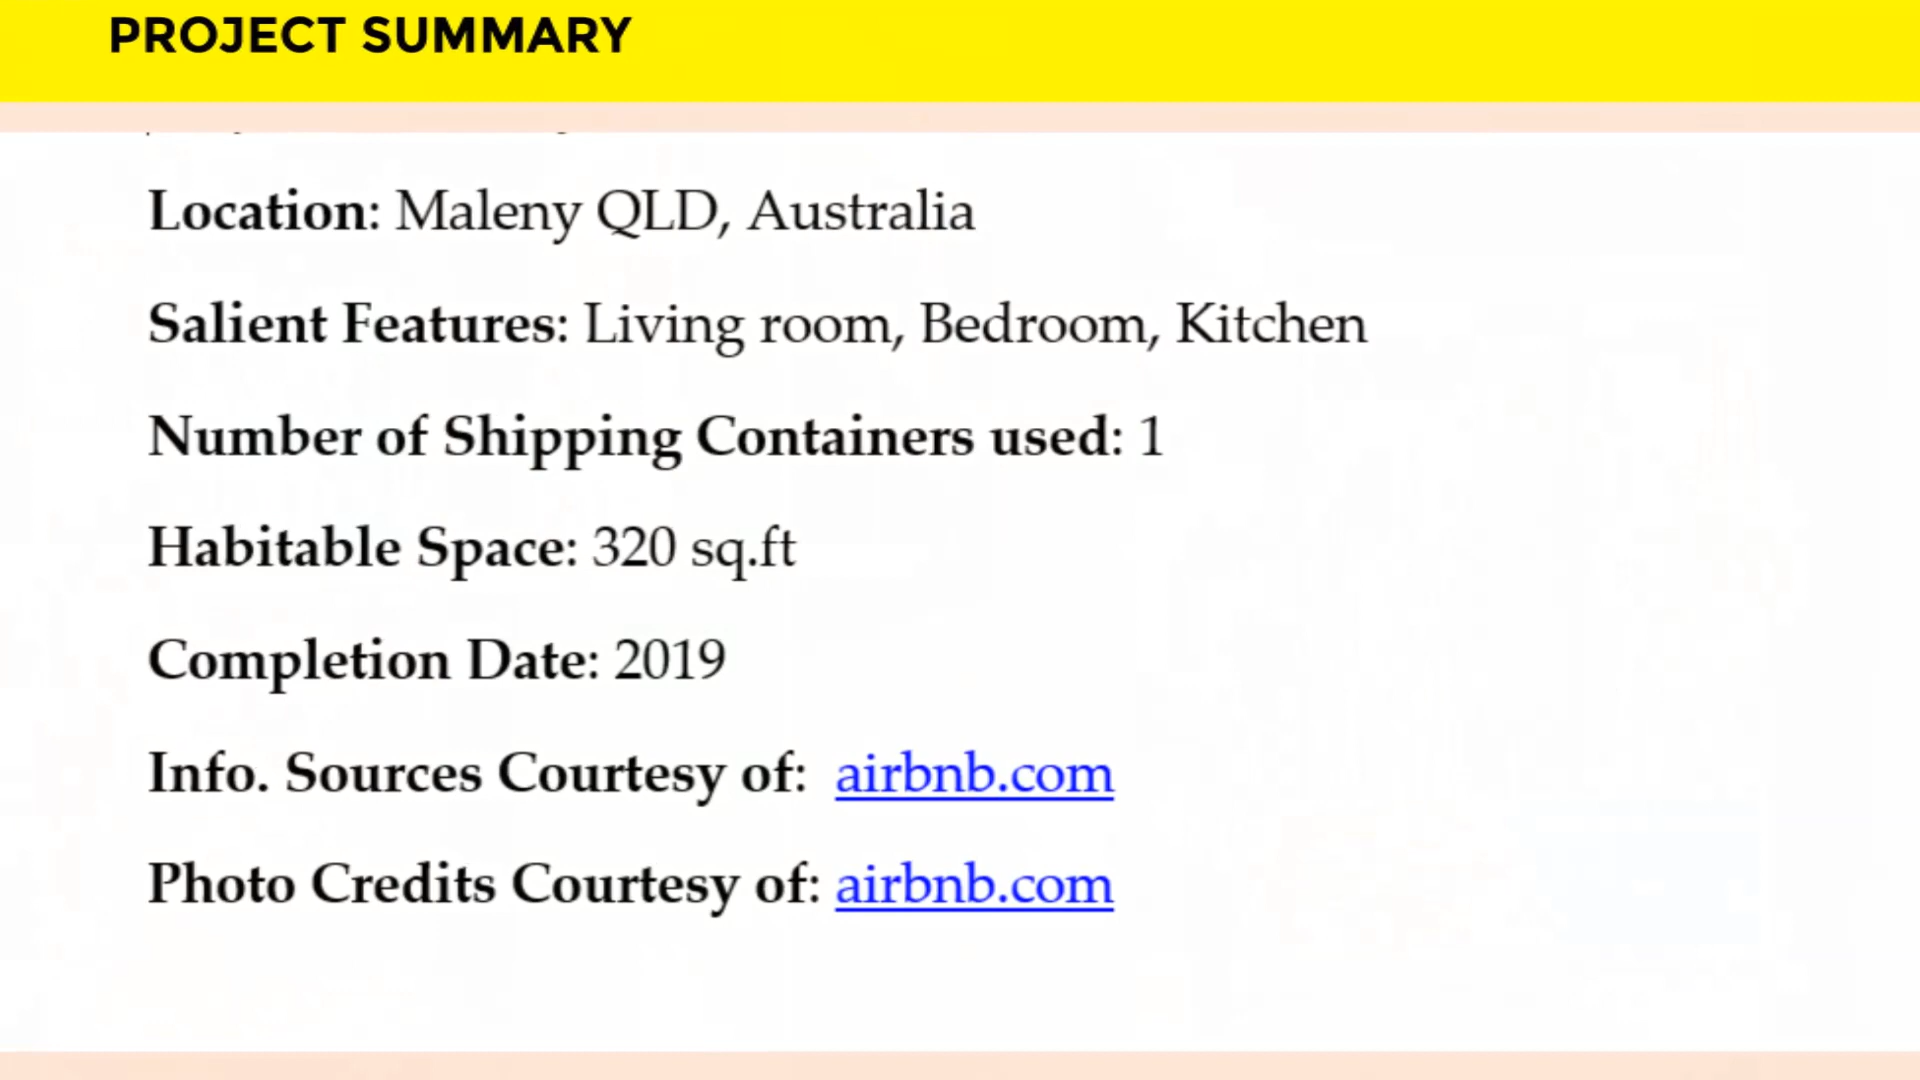 PROJECT SUMMARY
Location: Maleny QLD, Australia
Salient Features: Living room, Bedroom, Kitchen
Number of Shipping Containers used: 1
Habitable Space: 320 sq.ft
Completion Date: 2019
Info. Sources Courtesy of: airbnb.com
Photo Credits Courtesy of: airbnb.com